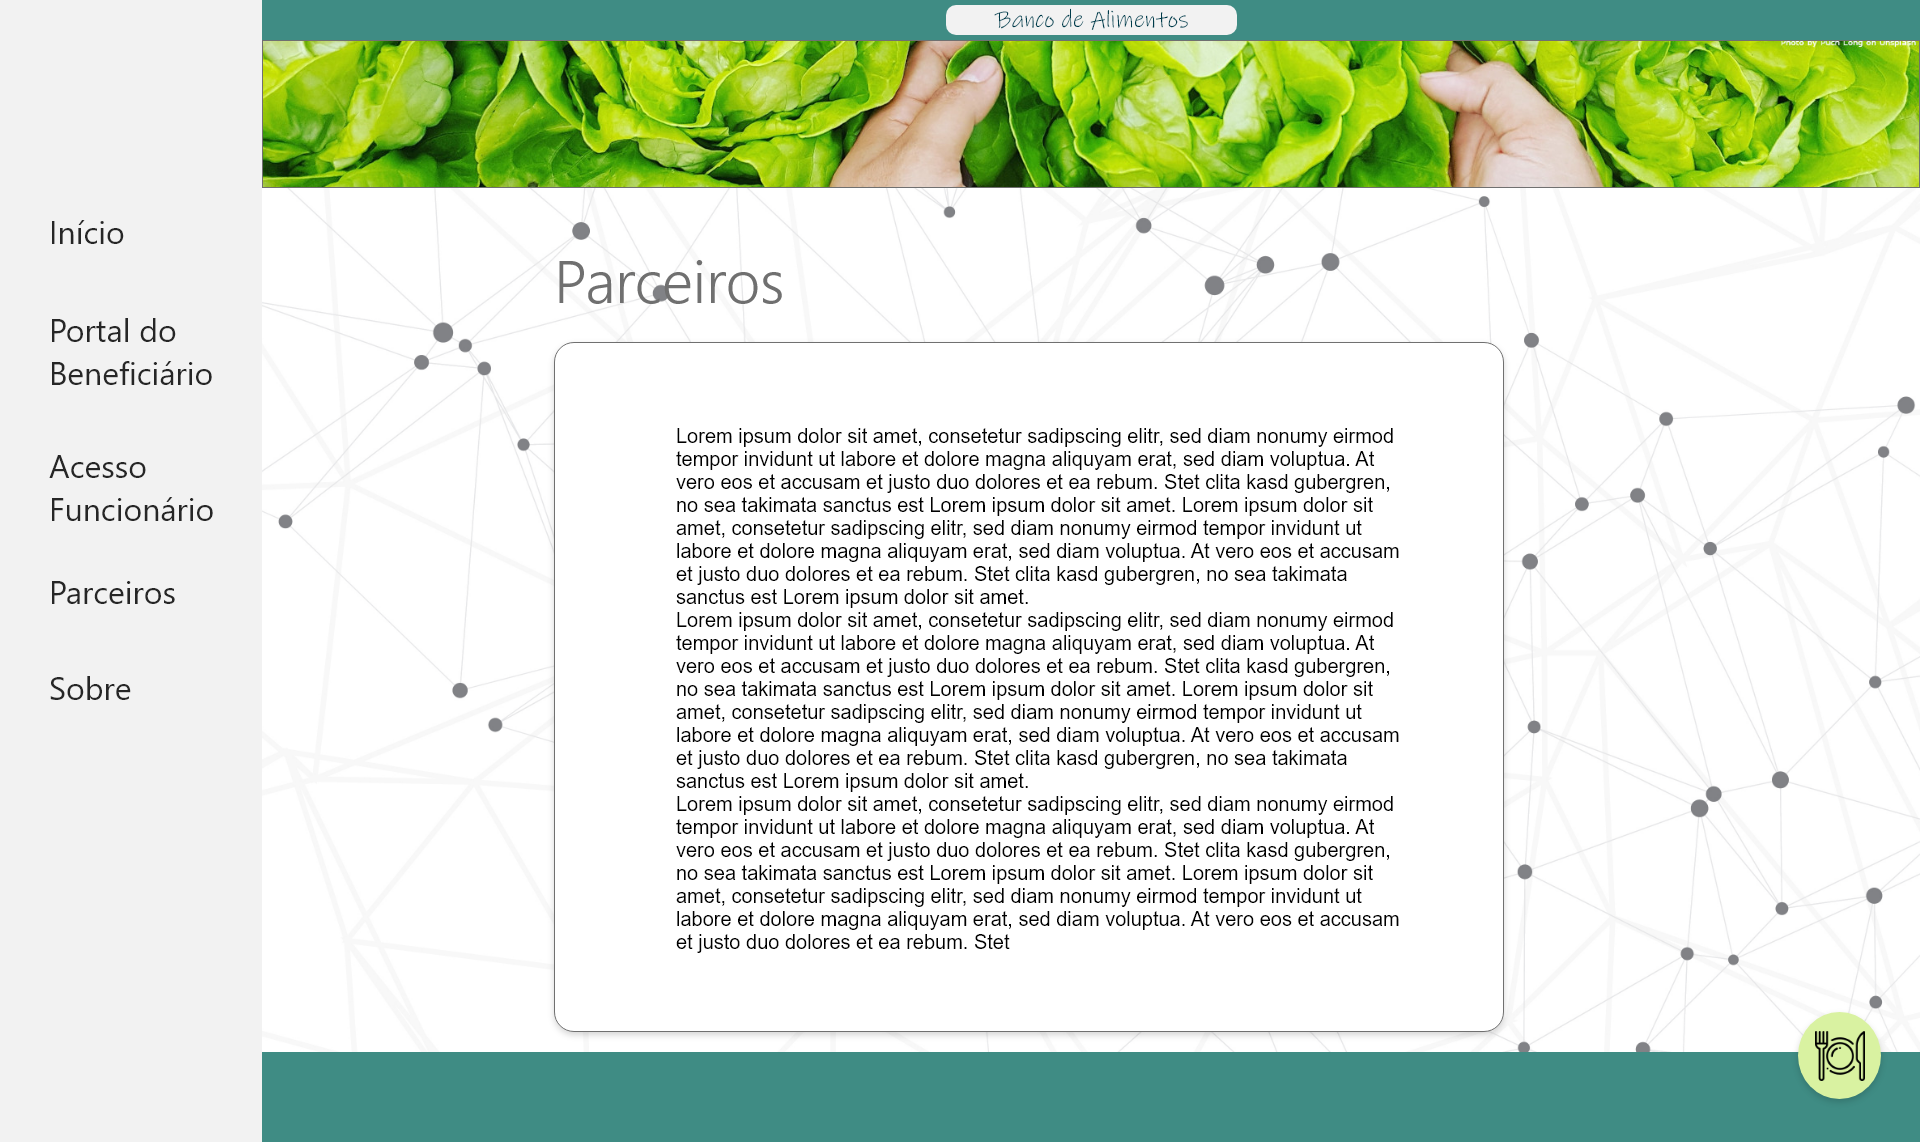 Banco de Alimentos
Photo by Puch Long on Unsplash
Início
Portal do
Beneficiário
Acesso
Funcionário
Parceiros
Sobre
Parceiros
Lorem ipsum dolor sit amet, consetetur sadipscing elitr, sed diam nonumy eirmod
tempor invidunt ut labore et dolore magna aliquyam erat, sed diam voluptua. At
vero eos et accusam et justo duo dolores et ea rebum. Stet clita kasd gubergren,
no sea takimata sanctus est Lorem ipsum dolor sit amet. Lorem ipsum dolor sit
amet, consetetur sadipscing elitr, sed diam nonumy eirmod tempor invidunt ut
labore et dolore magna aliquyam erat, sed diam voluptua. At vero eos et accusam
et justo duo dolores et ea rebum. Stet clita kasd gubergren, no sea takimata
sanctus est Lorem ipsum dolor sit amet.
Lorem ipsum dolor sit amet, consetetur sadipscing elitr, sed diam nonumy eirmod
tempor invidunt ut labore et dolore magna aliquyam erat, sed diam voluptua. At
vero eos et accusam et justo duo dolores et ea rebum. Stet clita kasd gubergren,
no sea takimata sanctus est Lorem ipsum dolor sit amet. Lorem ipsum dolor sit
amet, consetetur sadipscing elitr, sed diam nonumy eirmod tempor invidunt ut
labore et dolore magna aliquyam erat, sed diam voluptua. At vero eos et accusam
et justo duo dolores et ea rebum. Stet clita kasd gubergren, no sea takimata
sanctus est Lorem ipsum dolor sit amet.
Lorem ipsum dolor sit amet, consetetur sadipscing elitr, sed diam nonumy eirmod
tempor invidunt ut labore et dolore magna aliquyam erat, sed diam voluptua. At
vero eos et accusam et justo duo dolores et ea rebum. Stet clita kasd gubergren,
no sea takimata sanctus est Lorem ipsum dolor sit amet. Lorem ipsum dolor sit
amet, consetetur sadipscing elitr, sed diam nonumy eirmod tempor invidunt ut
labore et dolore magna aliquyam erat, sed diam voluptua. At vero eos et accusam
et justo duo dolores et ea rebum. Stet